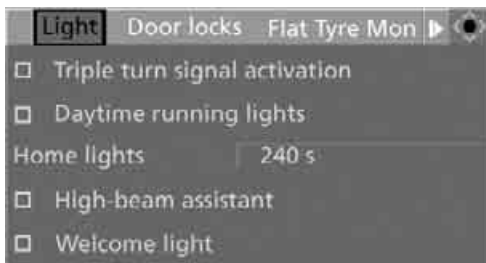 Light Door locks Flat Tyre Mon
Triple turn signal activation
Daytime running lights
Home lights 240 s
High-beam assistant
Welcome light